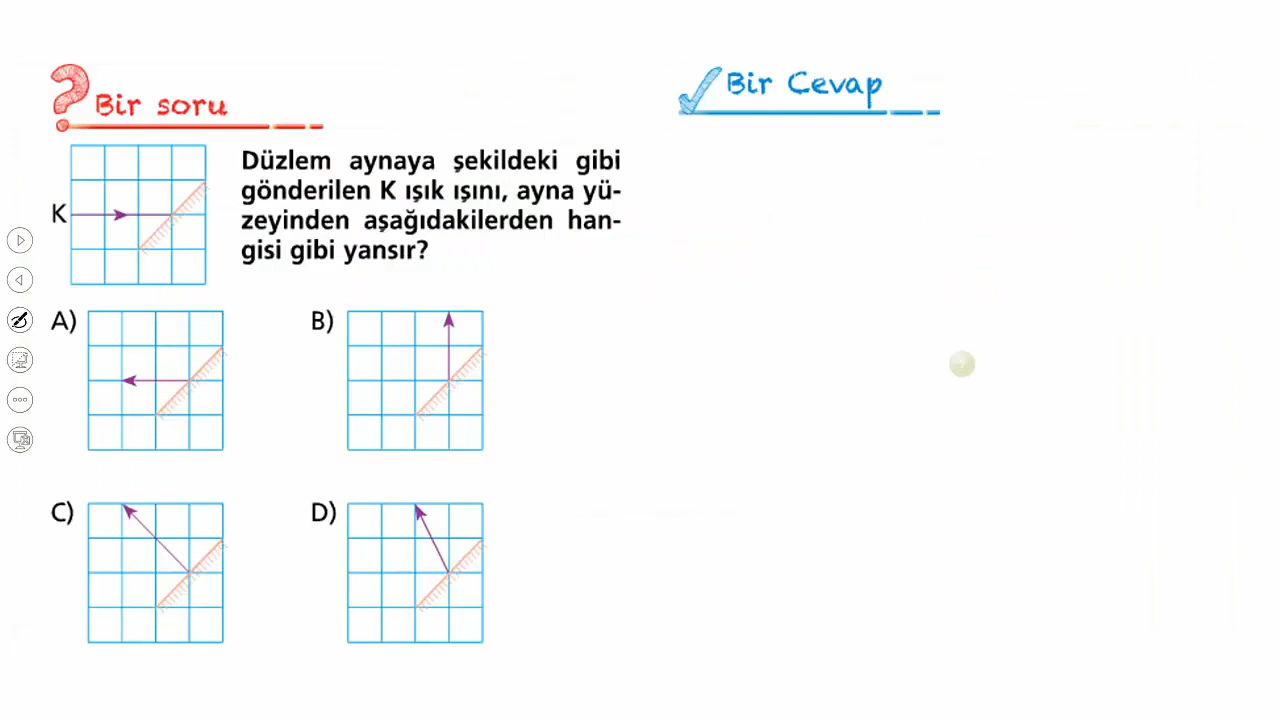 Bir soru
Bir Cevap
K
Düzlem aynaya şekildeki gibi
gönderilen K ışık ışını, ayna yü-
zeyinden aşağıdakilerden han-
gisi gibi yansır?
A)
B)
C)
D)